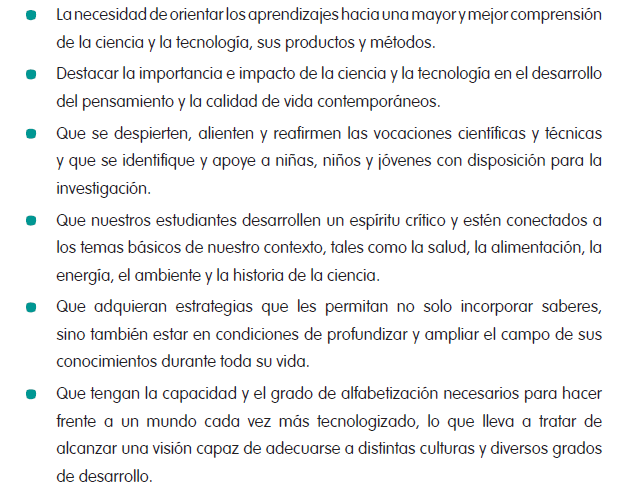 La necesidad de orientar los aprendizajes hacia una mayor y mejor comprensión
de la ciencia y la tecnología, sus productos y métodos.
Destacar la importancia e impacto de la ciencia y la tecnología en el desarrollo
del pensamiento y la calidad de vida contemporáneos.
Que se despierten, alienten y reafirmen las vocaciones científicas y técnicas
y que se identifique y apoye a niñas, niños y jóvenes con disposición para la
investigación.
Que nuestros estudiantes desarrollen un espíritu crítico y estén conectados a
los temas básicos de nuestro contexto, tales como la salud, la alimentación, la
energía, el ambiente y la historia de la ciencia.
Que adquieran estrategias que les permitan no solo incorporar saberes,
sino también estar en condiciones de profundizar y ampliar el campo de sus
conocimientos durante toda su vida.
Que tengan la capacidad y el grado de alfabetización necesarios para hacer
frente a un mundo cada vez más tecnologizado, lo que lleva a tratar de
alcanzar una visión capaz de adecuarse a distintas culturas y diversos grados
de desarrollo.